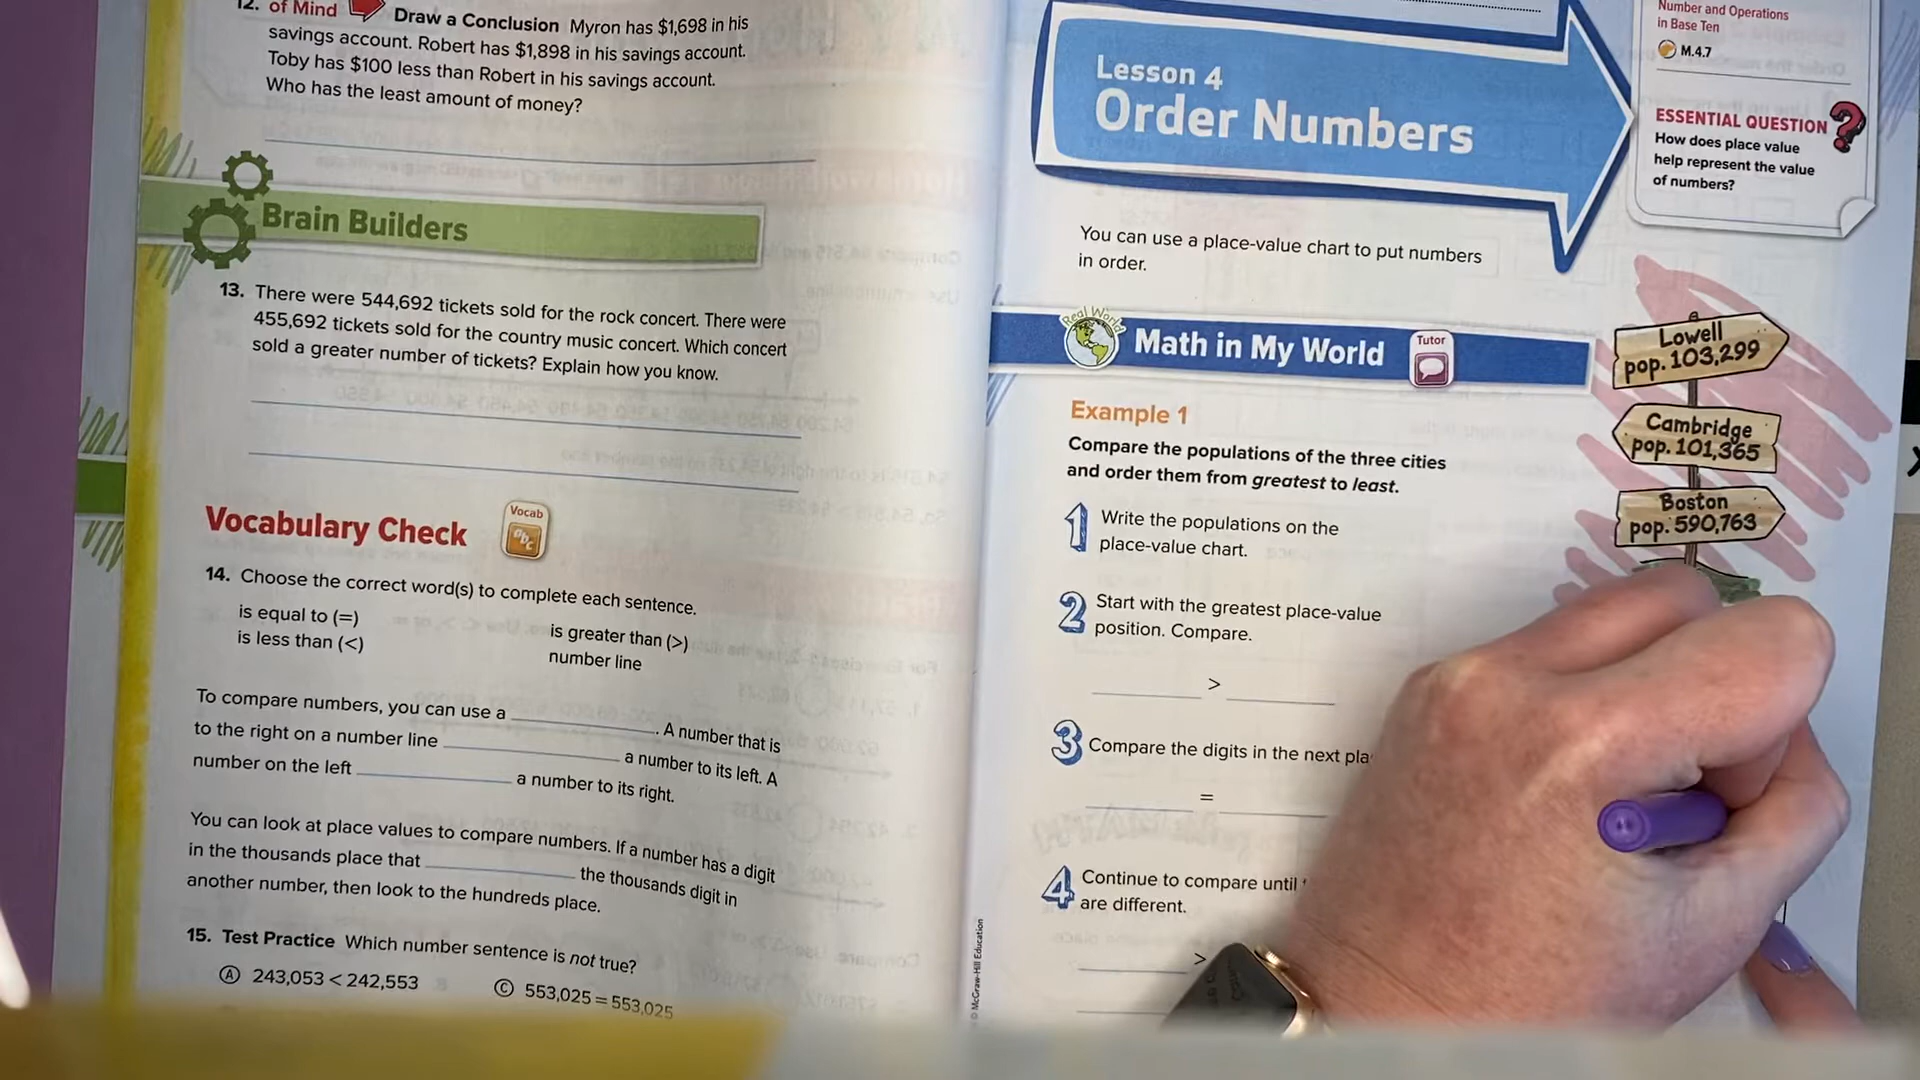 12. of Mind Draw a Conclusion Myron has $1,698 in his
savings account. Robert has $1,898 in his savings account.
Toby has $100 less than Robert in his savings account.
Who has the least amount of money?
Brain Builders
13. There were 544,692 tickets sold for the rock concert. There were
455,692 tickets sold for the country music concert. Which concert
sold a greater number of tickets? Explain how you know.
Vocabulary Check
Vocab
abc
14. Choose the correct word(s) to complete each sentence.
is equal to (=)
is greater than (>)
is less than (<)
number line
To compare numbers, you can use a . A number that is
to the right on a number line a number to its left. A
number on the left a number to its right.
You can look at place values to compare numbers. If a number has a digit
in the thousands place that the thousands digit in
another number, then look to the hundreds place.
15. Test Practice Which number sentence is not true?
A 243,053 < 242,553
C 553,025 = 553,025
© McGraw-Hill Education
Lesson 4
Order Numbers
Number and Operations
in Base Ten
M.4.7
ESSENTIAL QUESTION
How does place value
help represent the value
of numbers?
?
You can use a place-value chart to put numbers
in order.
Real World
Math in My World
Tutor
Example 1
Compare the populations of the three cities
and order them from greatest to least.
Lowell
pop. 103,299
Cambridge
pop. 101,365
Boston
pop. 590,763
1 Write the populations on the
place-value chart.
2 Start with the greatest place-value
position. Compare.
>
3 Compare the digits in the next
=
4 Continue to compare until
are different.
>